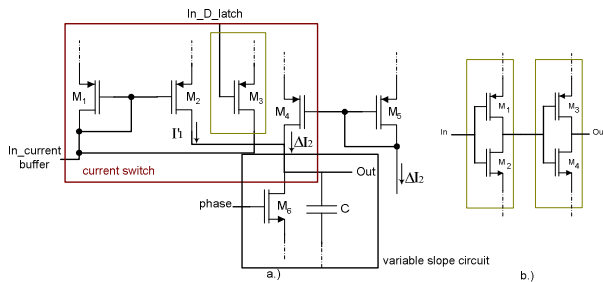 In_D_latch
M1
M2
M3
M4
M5
I'1
ΔI2
In_current
buffer
current switch
Out
ΔI2
phase
M6
C
variable slope circuit
a.)
M1
M3
In
Ou
M2
M4
b.)